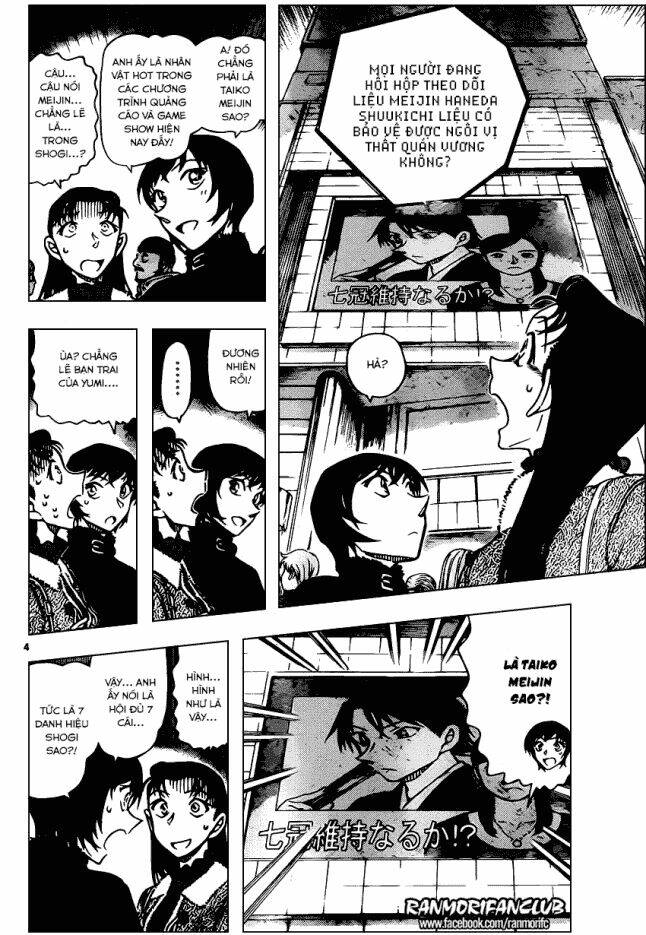 MỌI NGƯỜI ĐANG
HỒI HỘP THEO DÕI
LIỆU MEIJIN HANEDA
SHUUKICHI LIỆU CÓ
BẢO VỆ ĐƯỢC NGÔI VỊ
THẤT QUÁN VƯƠNG
KHÔNG?
七冠維持なるか!?
HẢ?
A! ĐÓ
CHẲNG
PHẢI LÀ
TAIKO
MEIJIN
SAO?
ANH ẤY LÀ NHÂN
VẬT HOT TRONG
CÁC CHƯƠNG
TRÌNH QUẢNG
CÁO VÀ GAME
SHOW HIỆN
NAY ĐẤY!
CÂU...
CÂU NÓI
MEIJIN...
CHẲNG LẼ
LÀ...
TRONG
SHOGI...?
ĐƯƠNG
NHIÊN
RỒI!
........
ỦA? CHẲNG
LẼ BẠN TRAI
CỦA YUMI....
LÀ TAIKO
MEIJIN
SAO?!
七冠維持なるか!?
HÌNH...
HÌNH
NHƯ LÀ
VẬY...
VẬY... ANH
ẤY NÓI LÀ
HỘI ĐỦ 7
CÁI...
TỨC LÀ 7
DANH HIỆU
SHOGI
SAO?!
4
RANMORIFANCLUB
www.facebook.com/ranmorifc